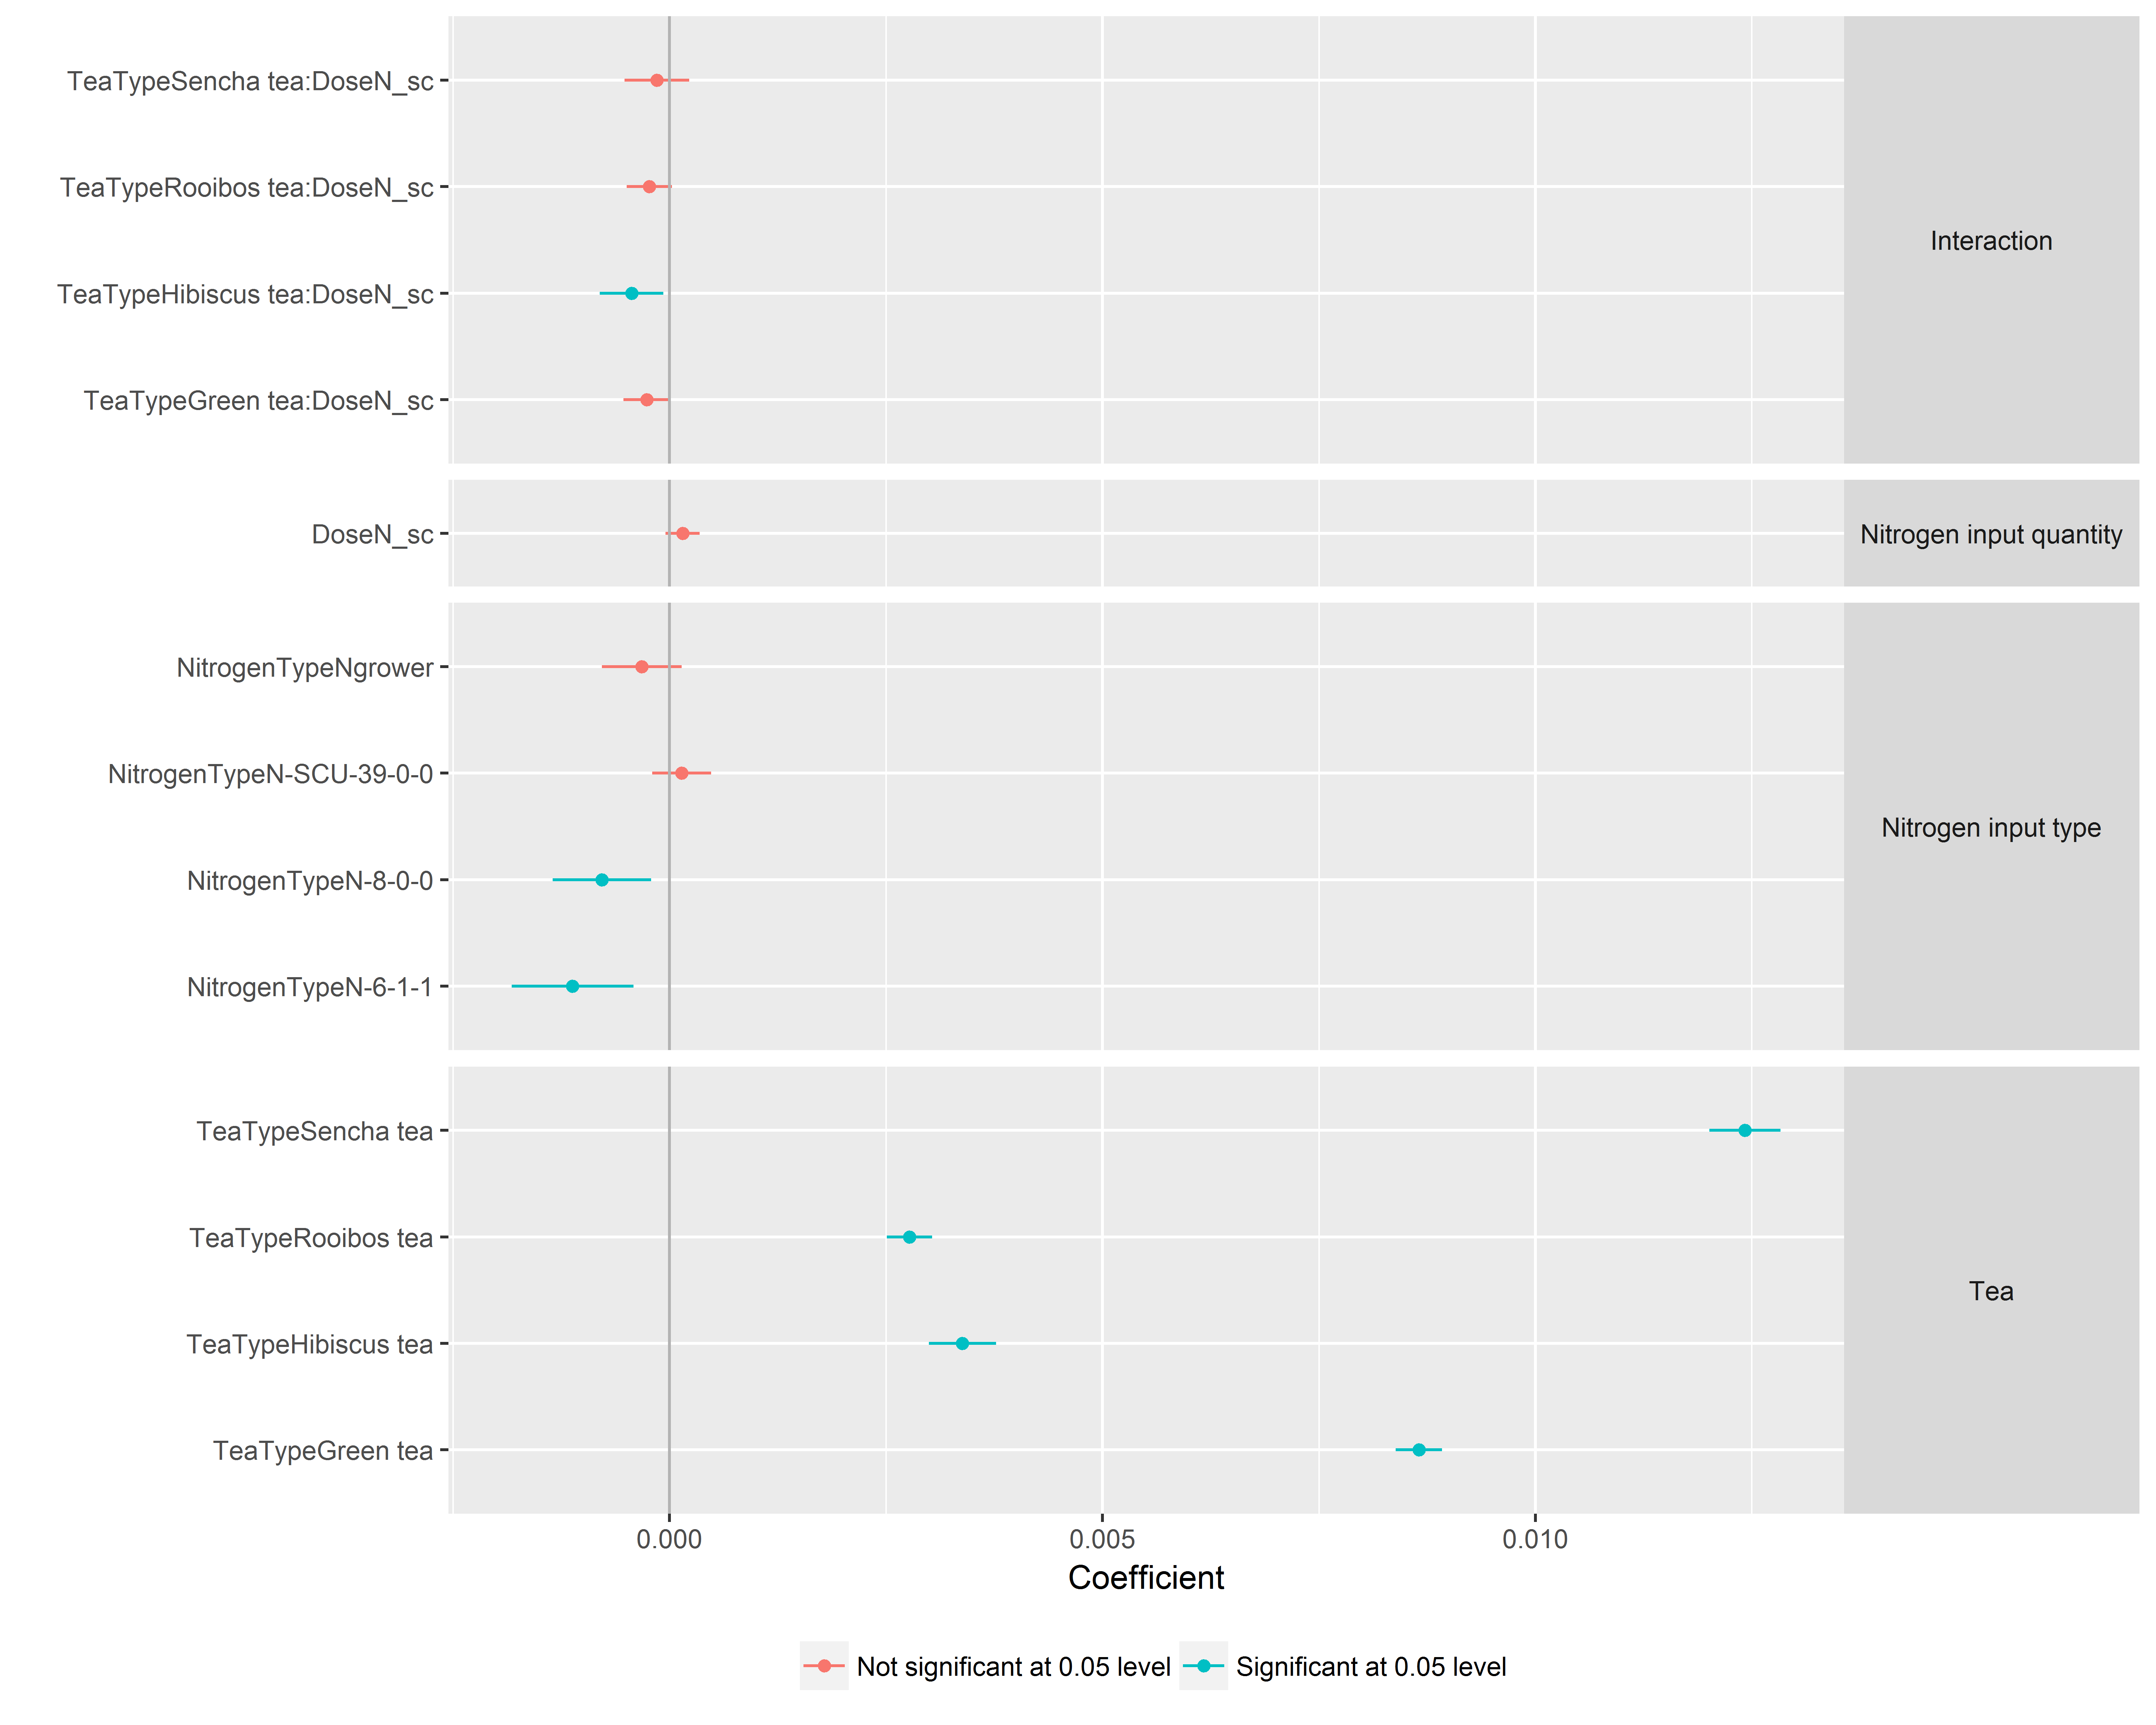 TeaTypeSencha tea:DoseN_sc
TeaTypeRooibos tea:DoseN_sc
TeaTypeHibiscus tea:DoseN_sc
TeaTypeGreen tea:DoseN_sc
Interaction
DoseN_sc
Nitrogen input quantity
NitrogenTypeNgrower
NitrogenTypeN-SCU-39-0-0
NitrogenTypeN-8-0-0
NitrogenTypeN-6-1-1
Nitrogen input type
TeaTypeSencha tea
TeaTypeRooibos tea
TeaTypeHibiscus tea
TeaTypeGreen tea
Tea
0.000 0.005 0.010
Coefficient
Not significant at 0.05 level Significant at 0.05 level